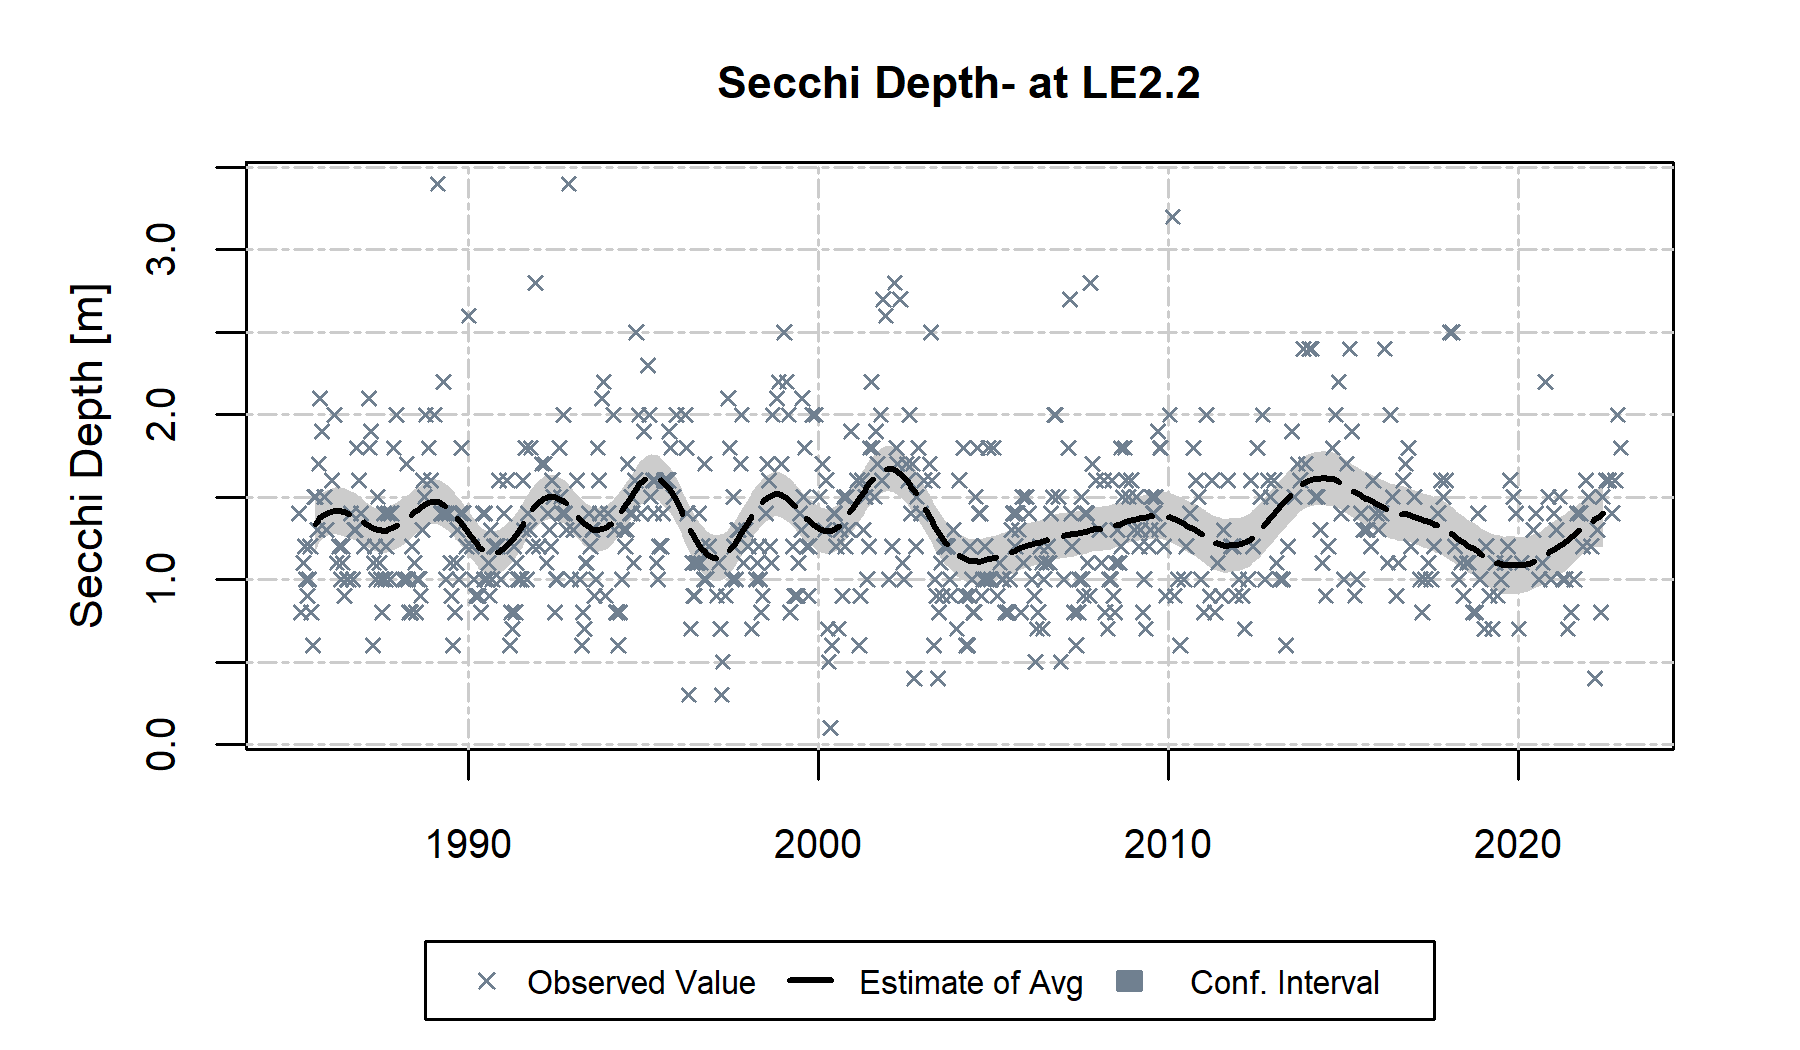 Secchi Depth- at LE2.2
Secchi Depth [m]
3.0
2.0
1.0
0.0
1990 2000 2010 2020
Observed Value Estimate of Avg Conf. Interval